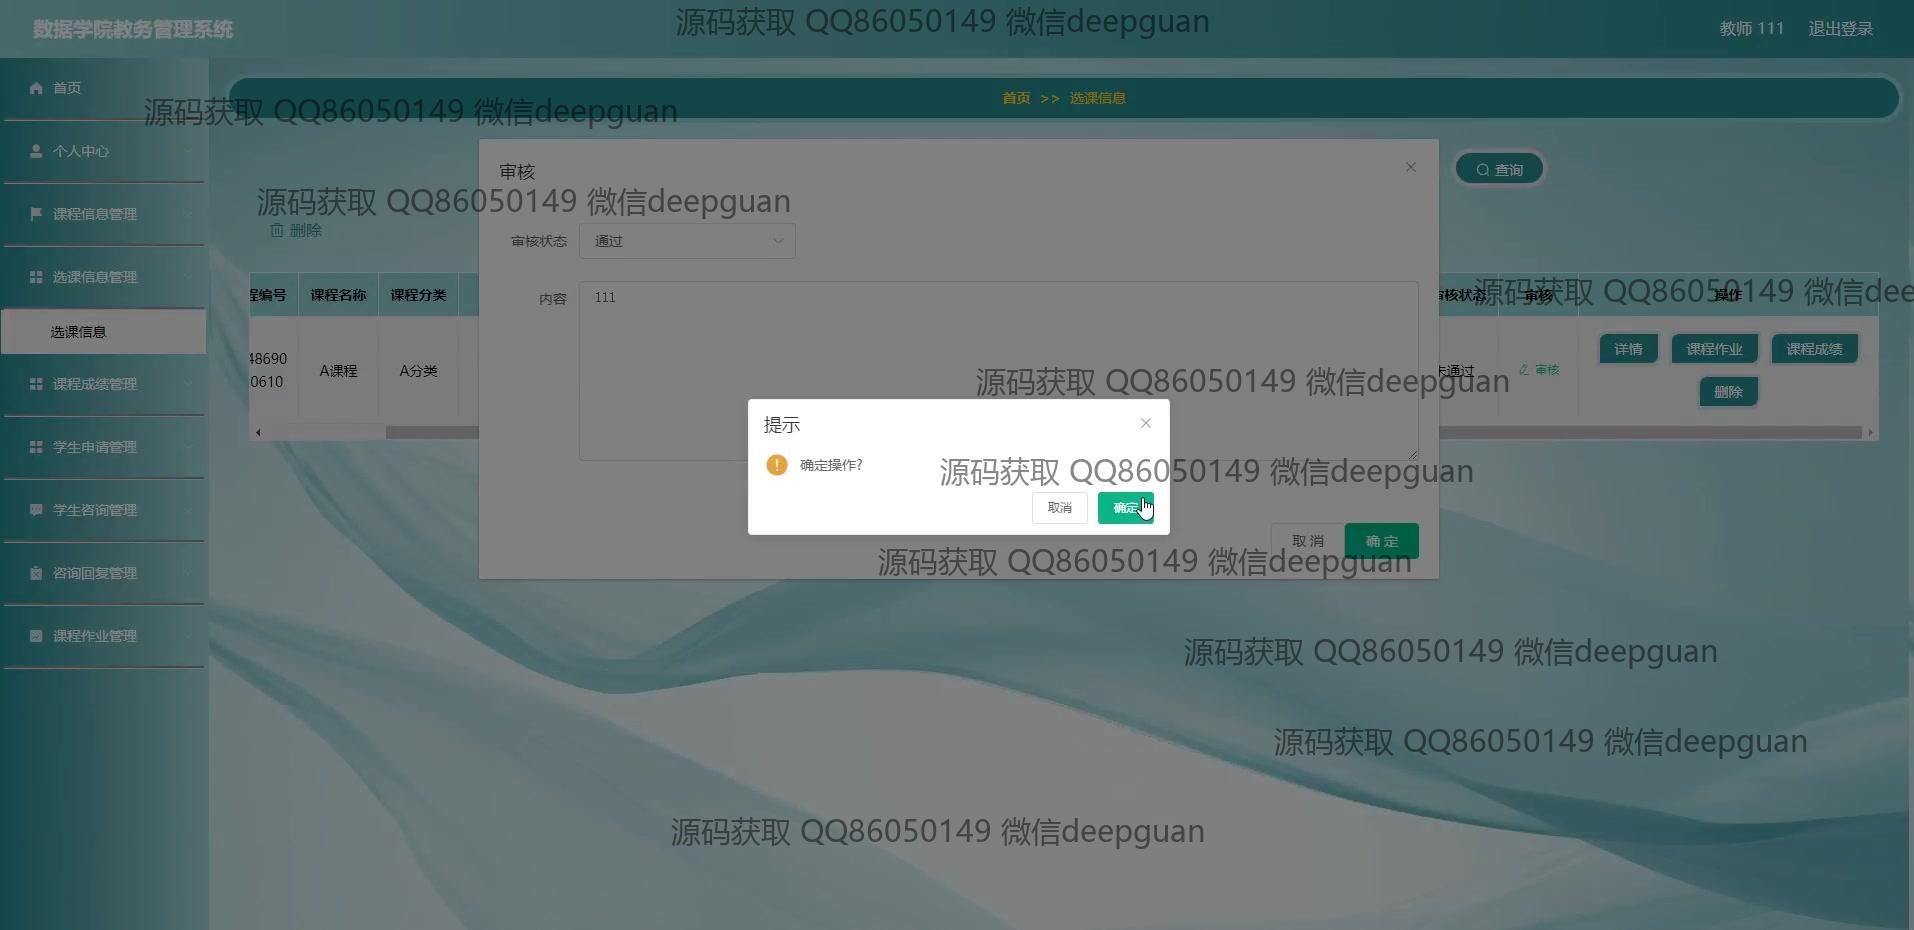 数据学院教务管理系统
源码获取 QQ86050149 微信deepguan
教师 111
退出登录
首页
首页 >> 选课信息
源码获取 QQ86050149 微信deepguan
个人中心
审核
查询
源码获取 QQ86050149 微信deepguan
课程信息管理
删除
审核状态
通过
选课信息管理
程编号
课程名称
课程分类
内容
111
审核状态
审核
操作
源码获取 QQ86050149 微信dee
选课信息
48690
0610
A课程
A分类
未通过
审核
详情
课程作业
课程成绩
删除
课程成绩管理
源码获取 QQ86050149 微信deepguan
提示
学生申请管理
确定操作?
源码获取 QQ86050149 微信deepguan
取消
确定
学生咨询管理
取 消
确 定
源码获取 QQ86050149 微信deepguan
咨询回复管理
课程作业管理
源码获取 QQ86050149 微信deepguan
源码获取 QQ86050149 微信deepguan
源码获取 QQ86050149 微信deepguan